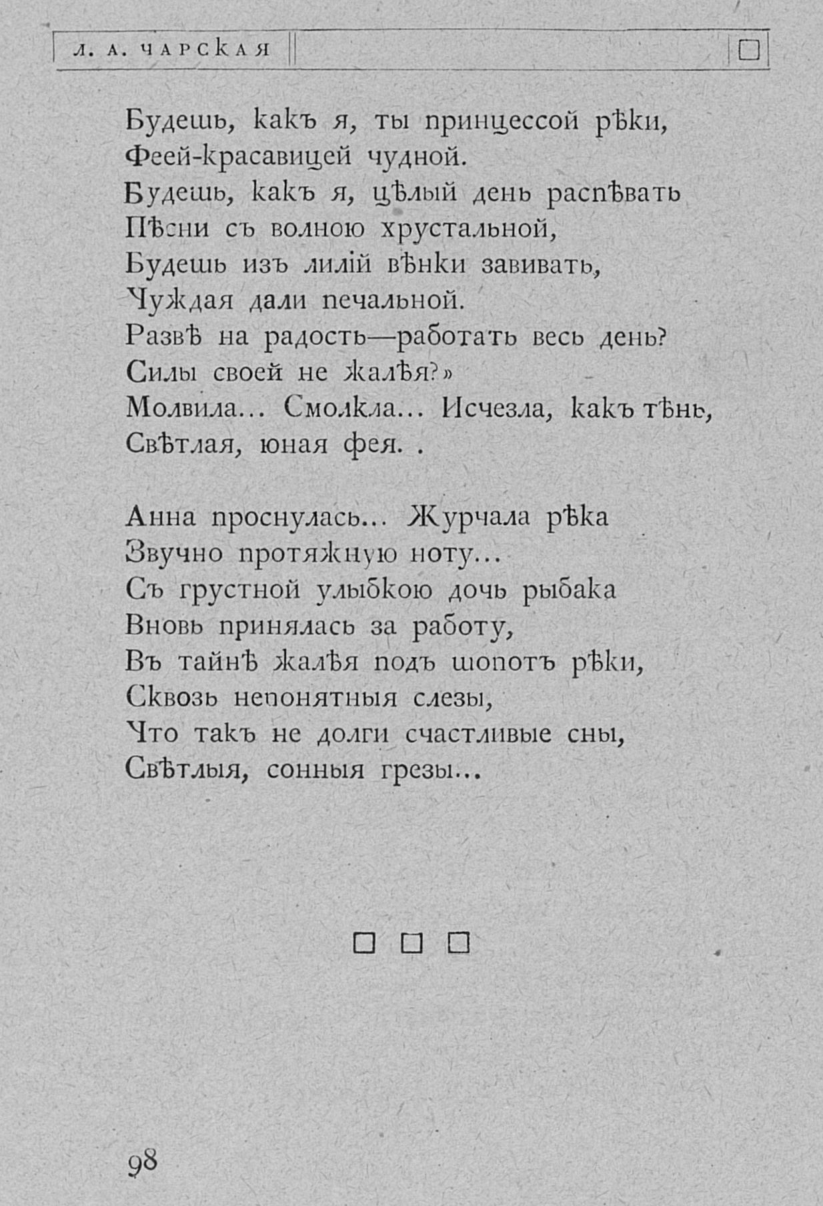 Л. А. ЧАРСКАЯ
Будешь, какъ я, ты принцессой рѣки,
Феей-красавицей чудной.
Будешь, какъ я, цѣлый день распѣвать
Пѣсни съ волною хрустальной,
Будешь изъ лилій вѣнки завивать,
Чуждая дали печальной.
Развѣ на радость—работать весь день?
Силы своей не жалѣя?»
Молвила... Смолкла... Исчезла, какъ тѣнь,
Свѣтлая, юная фея. .
Анна проснулась... Журчала рѣка
Звучно протяжную ноту...
Съ грустной улыбкою дочь рыбака
Вновь принялась за работу,
Въ тайнѣ жалѣя подъ шопотъ рѣки,
Сквозь непонятныя слезы,
Что такъ не долги счастливые сны,
Свѣтлыя, сонныя грезы...
98